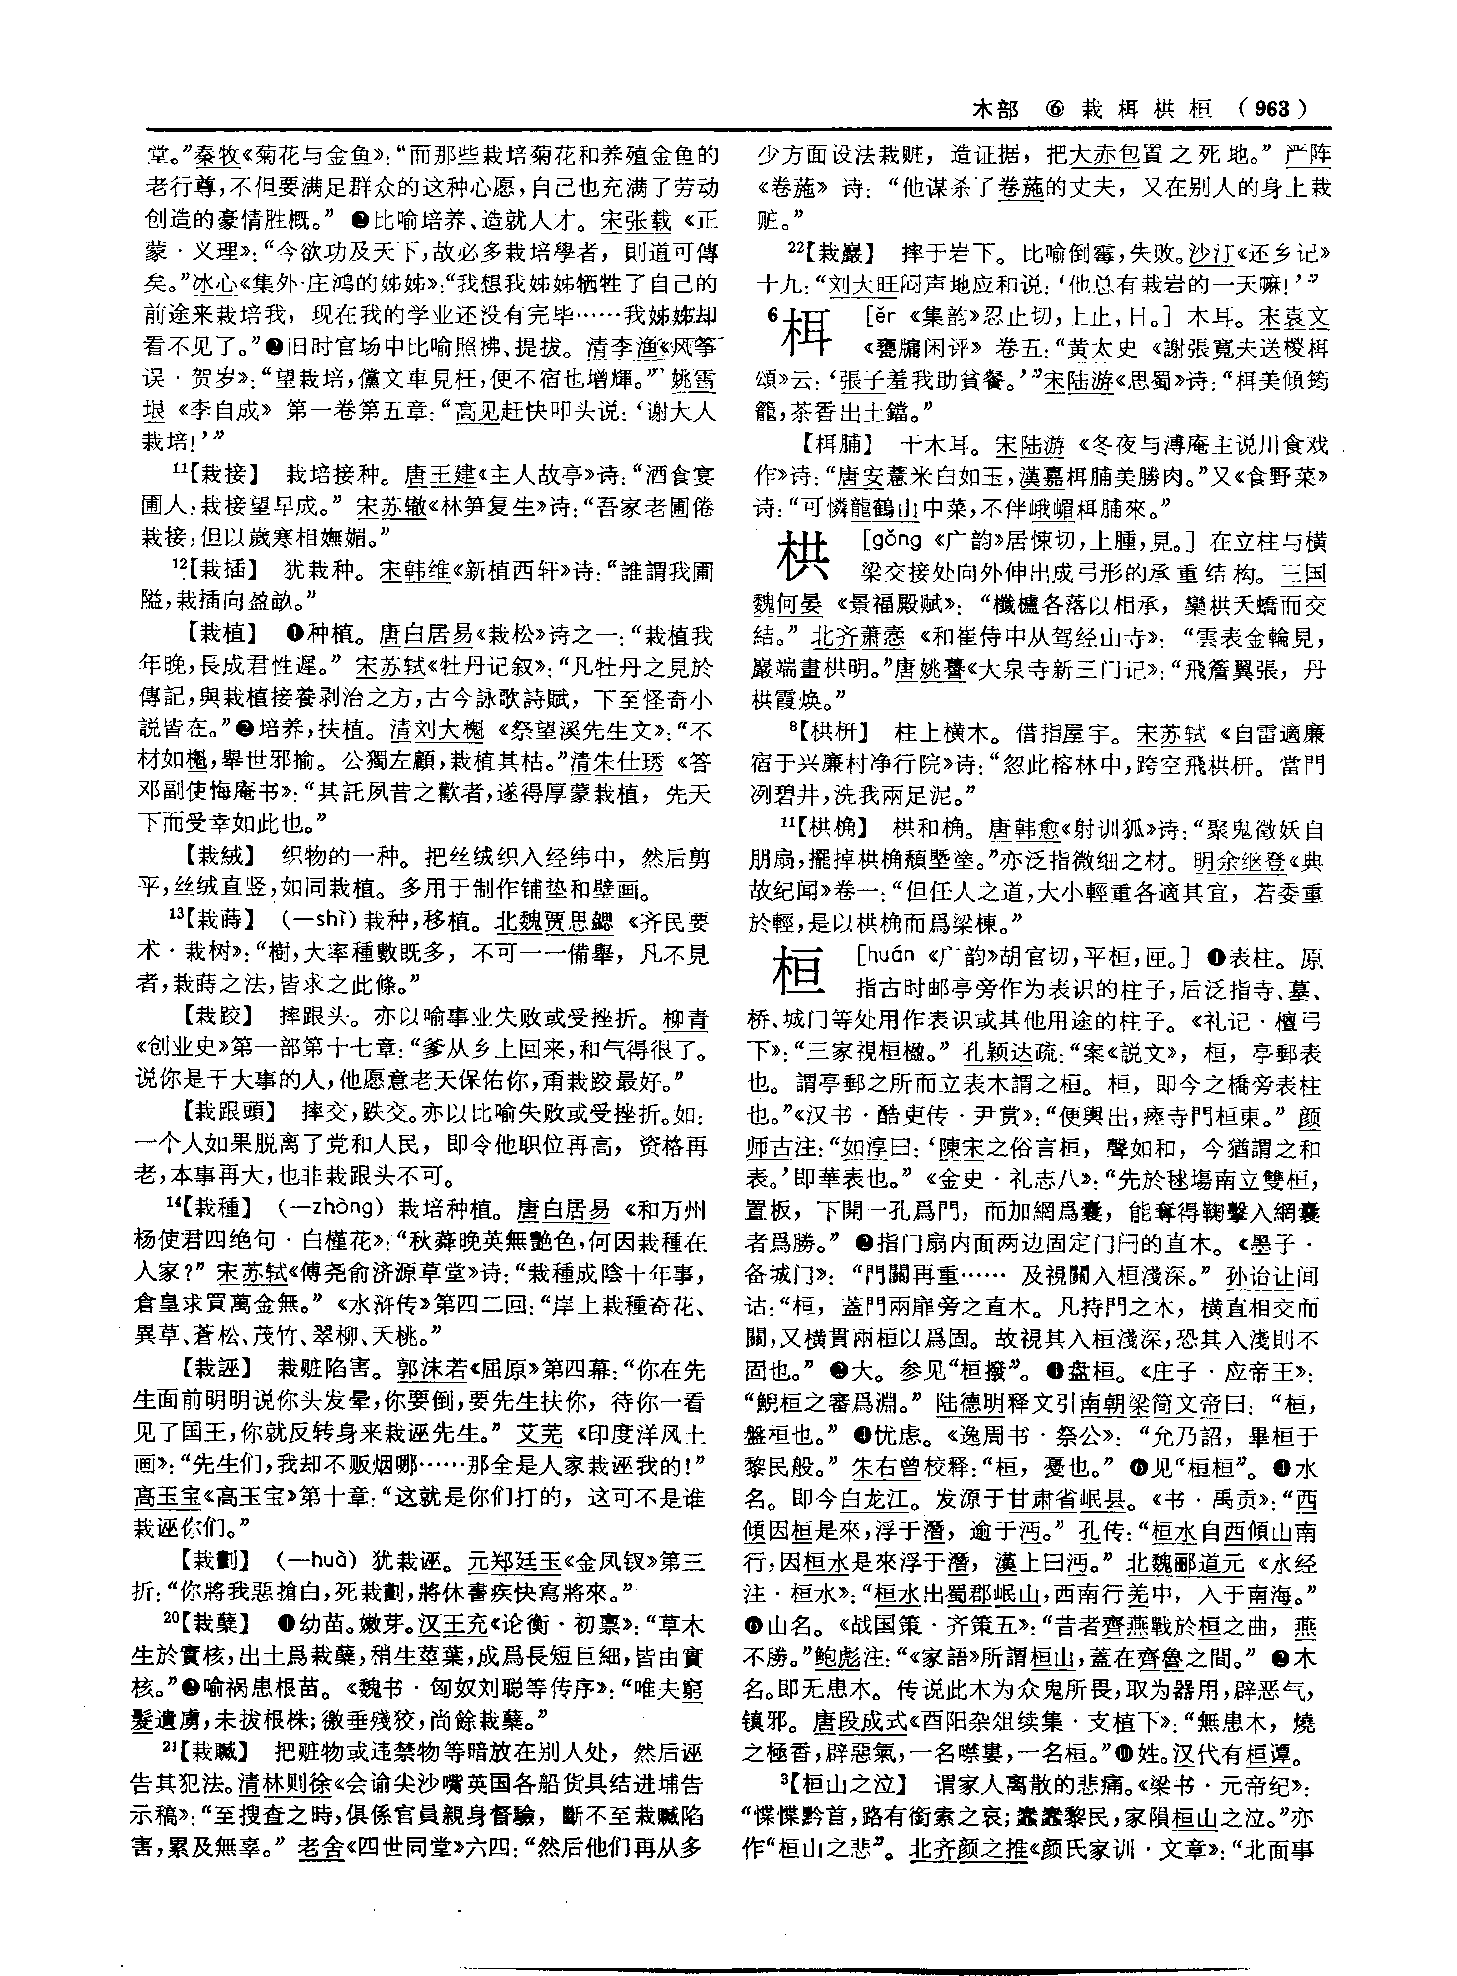 木部 ⑥ 栽 栮 栱 桓 （963）
堂。”秦牧《菊花与金鱼》：“而那些栽培菊花和养殖金鱼的
老行尊，不但要满足群众的这种心愿，自己也充满了劳动
创造的豪情胜概。” ❷比喻培养、造就人才。宋张载《正
蒙·义理》：“今欲功及天下，故必多栽培學者，則道可傳
矣。”冰心《集外·庄鸿的姊姊》：“我想我姊姊牺牲了自己的
前途来栽培我，现在我的学业还没有完毕……我姊姊却
看不见了。”❷旧时官场中比喻照拂、提拔。清李渔《风筝
误·贺岁》：“望栽培，儻文車見枉，便不宿也增輝。”姚雪
垠《李自成》第一卷第五章：“高见赶快叩头说：‘谢大人
栽培！’”
11【栽接】 栽培接种。唐王建《主人故亭》诗：“酒食宴
圃人，栽接望早成。” 宋苏辙《林笋复生》诗：“吾家老圃倦
栽接，但以歲寒相嫵媚。”
12【栽插】 犹栽种。宋韩维《新植西轩》诗：“誰謂我圃
隘，栽插向盈畝。”
【栽植】 ❶种植。唐白居易《栽松》诗之一：“栽植我
年晚，長成君性遲。” 宋苏轼《牡丹记叙》：“凡牡丹之見於
傳記，與栽植接養剥治之方，古今詠歌詩賦，下至怪奇小
説皆在。”❷培养，扶植。清刘大櫆《祭望溪先生文》：“不
材如櫆，舉世邪揄。公獨左顧，栽植其枯。”清朱仕琇《答
邓副使悔庵书》：“其託夙昔之歡者，遂得厚蒙栽植，先天
下而受幸如此也。”
【栽絨】 织物的一种。把丝绒织入经纬中，然后剪
平，丝绒直竖，如同栽植。多用于制作铺垫和壁画。
13【栽蒔】 （—shì）栽种，移植。北魏贾思勰《齐民要
术·栽树》：“樹，大率種數既多，不可一一備舉，凡不見
者，栽蒔之法，皆求之此條。”
【栽跤】 摔跟头。亦以喻事业失败或受挫折。柳青
《创业史》第一部第十七章：“爹从乡上回来，和气得很了。
说你是干大事的人，他愿意老天保佑你，甭栽跤最好。”
【栽跟頭】 摔交，跌交。亦以比喻失败或受挫折。如：
一个人如果脱离了党和人民，即令他职位再高，资格再
老，本事再大，也非栽跟头不可。
14【栽種】 （—zhòng）栽培种植。唐白居易《和万州
杨使君四绝句·白槿花》：“秋蕣晚英無艷色，何因栽種在
人家？” 宋苏轼《傅尧俞济源草堂》诗：“栽種成陰十年事，
倉皇求買萬金無。”《水浒传》第四二回：“岸上栽種奇花、
異草、蒼松、茂竹、翠柳、夭桃。”
【栽誣】 栽赃陷害。郭沫若《屈原》第四幕：“你在先
生面前明明说你头发晕，你要倒，要先生扶你，待你一看
见了国王，你就反转身来栽诬先生。” 艾芜《印度洋风土
画》：“先生们，我却不贩烟哪……那全是人家栽诬我的！”
高玉宝《高玉宝》第十章：“这就是你们打的，这可不是谁
栽诬你们。”
【栽劃】 （—huà）犹栽诬。元郑廷玉《金凤钗》第三
折：“你將我惡搶白，死栽劃，將休書疾快寫將來。”
20【栽蘖】 ❶幼苗。嫩芽。汉王充《论衡·初禀》：“草木
生於實核，出土爲栽蘖，稍生莖葉，成爲長短巨細，皆由實
核。”❷喻祸患根苗。《魏书·匈奴刘聪等传序》：“唯夫窮
髮遺虜，未拔根株；徼垂殘狡，尚餘栽蘖。”
21【栽贓】 把赃物或违禁物等暗放在别人处，然后诬
告其犯法。清林则徐《会谕尖沙嘴英国各船货具结进埔告
示稿》：“至搜查之時，俱係官員親身督驗，斷不至栽贓陷
害，累及無辜。” 老舍《四世同堂》六四：“然后他们再从多
少方面设法栽赃，造证据，把大赤包置之死地。” 严阵
《卷葹》诗：“他谋杀了卷葹的丈夫，又在别人的身上栽
赃。”
22【栽巖】 摔于岩下。比喻倒霉，失败。沙汀《还乡记》
十九：“刘大旺闷声地应和说：‘他总有栽岩的一天嘛！’”
6栮 [ěr《集韵》忍止切，上止，日。] 木耳。宋袁文
《甕牖闲评》卷五：“黄太史《謝張寬夫送椶栮
頌》云：‘張子羞我助貧餐。’”宋陆游《思蜀》诗：“栮美傾筠
籠，茶香出土鐺。”
【栮脯】 干木耳。宋陆游《冬夜与溥庵主说川食戏
作》诗：“唐安薏米白如玉，漢嘉栮脯美勝肉。”又《食野菜》
诗：“可憐龍鶴山中菜，不伴峨嵋栮脯來。”
栱 [gǒng《广韵》居悚切，上腫，見。] 在立柱与横
梁交接处向外伸出成弓形的承重结构。三国
魏何晏《景福殿赋》：“櫼櫨各落以相承，欒栱夭蟜而交
結。” 北齐萧悫《和崔侍中从驾经山寺》：“雲表金輪見，
巖端畫栱明。”唐姚䛒《大泉寺新三门记》：“飛簷翼張，丹
栱霞焕。”
8【栱枅】 柱上横木。借指屋宇。宋苏轼《自雷適廉
宿于兴廉村净行院》诗：“忽此榕林中，跨空飛栱枅。當門
冽碧井，洗我兩足泥。”
11【栱桷】 栱和桷。唐韩愈《射训狐》诗：“聚鬼徵妖自
朋扇，擺掉栱桷頹墍塗。”亦泛指微细之材。明余继登《典
故纪闻》卷一：“但任人之道，大小輕重各適其宜，若委重
於輕，是以栱桷而爲梁棟。”
桓 [huán《广韵》胡官切，平桓，匣。] ❶表柱。原
指古时邮亭旁作为表识的柱子，后泛指寺、墓、
桥、城门等处用作表识或其他用途的柱子。《礼记·檀弓
下》：“三家視桓楹。” 孔颖达疏：“案《説文》，桓，亭郵表
也。謂亭郵之所而立表木謂之桓。桓，即今之橋旁表柱
也。”《汉书·酷吏传·尹赏》：“便輿出，瘞寺門桓東。” 颜
师古注：“如淳曰：‘陳宋之俗言桓，聲如和，今猶謂之和
表。’即華表也。” 《金史·礼志八》：“先於毬場南立雙桓，
置板，下開一孔爲門，而加網爲囊，能奪得鞠擊入網囊
者爲勝。” ❷指门扇内面两边固定门闩的直木。《墨子·
备城门》：“門關再重…… 及視關入桓淺深。” 孙诒让间
诂：“桓，蓋門兩扉旁之直木。凡持門之木，横直相交而
關，又横貫兩桓以爲固。故視其入桓淺深，恐其入淺則不
固也。” ❸大。参见“桓撥”。❹盘桓。《庄子·应帝王》：
“鯢桓之審爲淵。” 陆德明释文引南朝梁简文帝曰：“桓，
盤桓也。” ❺忧虑。《逸周书·祭公》：“允乃詔，畢桓于
黎民般。” 朱右曾校释：“桓，憂也。” ❻见“桓桓”。❼水
名。即今白龙江。发源于甘肃省岷县。《书·禹贡》：“西
傾因桓是來，浮于潛，逾于沔。” 孔传：“桓水自西傾山南
行，因桓水是來浮于潛，漢上曰沔。” 北魏郦道元《水经
注·桓水》：“桓水出蜀郡岷山，西南行羌中，入于南海。”
❽山名。《战国策·齐策五》：“昔者齊燕戰於桓之曲，燕
不勝。”鲍彪注：“《家語》所謂桓山，蓋在齊魯之間。” ❾木
名。即无患木。传说此木为众鬼所畏，取为器用，辟恶气，
镇邪。唐段成式《酉阳杂俎续集·支植下》：“無患木，燒
之極香，辟惡氣，一名噤婁，一名桓。”❿姓。汉代有桓谭。
3【桓山之泣】 谓家人离散的悲痛。《梁书·元帝纪》：
“惵惵黔首，路有銜索之哀；蠢蠢黎民，家隕桓山之泣。”亦
作“桓山之悲”。北齐颜之推《颜氏家训·文章》：“北面事